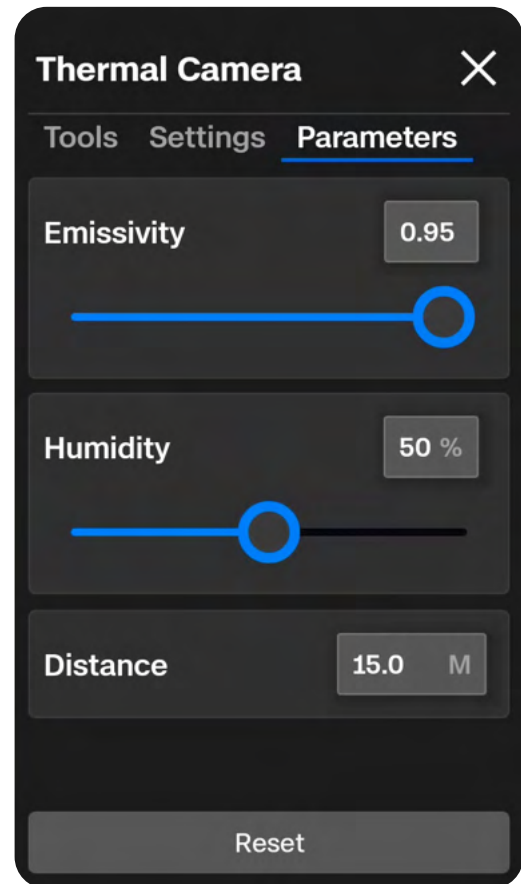 Thermal Camera
Tools Settings Parameters
Emissivity 0.95
Humidity 50 %
Distance 15.0 M
Reset